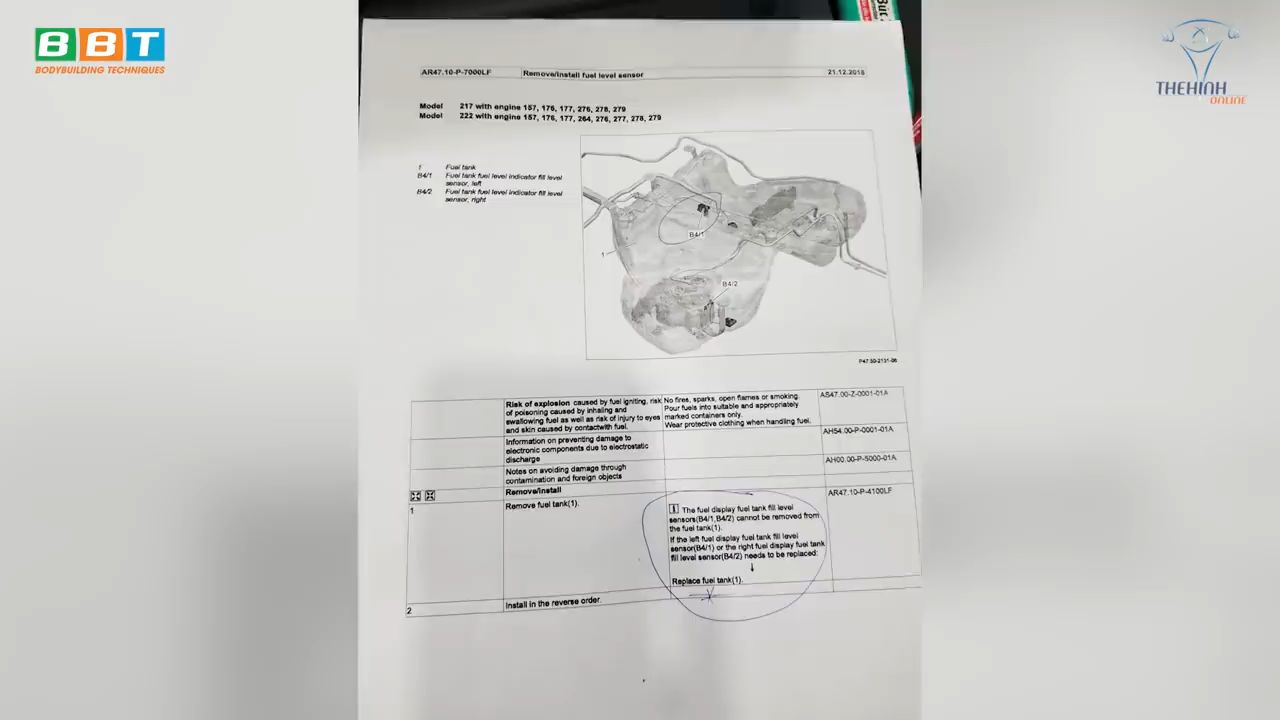 BBT
BODYBUILDING TECHNIQUES
THEHINH
ONLINE
But
AR47.10-P-7000LF Remove/install fuel level sensor 21.12.2018
Model 217 with engine 157, 176, 177, 276, 278, 279
Model 222 with engine 157, 176, 177, 264, 276, 277, 278, 279
1 Fuel tank
B4/1 Fuel tank fuel level indicator fill level
sensor, left
B4/2 Fuel tank fuel level indicator fill level
sensor, right
B4/1
1
B4/2
P47.50-2131-06
Risk of explosion caused by fuel igniting, risk
of poisoning caused by inhaling and
swallowing fuel as well as risk of injury to eyes
and skin caused by contactwith fuel.
No fires, sparks, open flames or smoking.
Pour fuels into suitable and appropriately
marked containers only.
Wear protective clothing when handling fuel.
AS47.00-Z-0001-01A
Information on preventing damage to
electronic components due to electrostatic
discharge
AH54.00-P-0001-01A
Notes on avoiding damage through
contamination and foreign objects
AH00.00-P-5000-01A
Remove/install
1 Remove fuel tank(1).
i The fuel display fuel tank fill level
sensors(B4/1,B4/2) cannot be removed from
the fuel tank(1).
If the left fuel display fuel tank fill level
sensor(B4/1) or the right fuel display fuel tank
fill level sensor(B4/2) needs to be replaced:
↓
Replace fuel tank(1).
AR47.10-P-4100LF
2 Install in the reverse order.